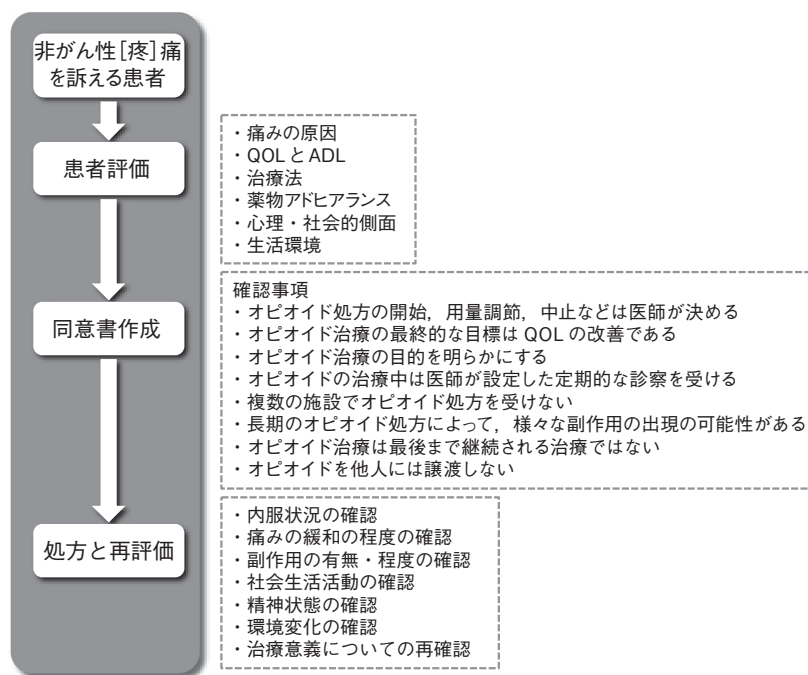 非がん性［疼］痛
を訴える患者
患者評価
・痛みの原因
・QOLとADL
・治療法
・薬物アドヒアランス
・心理・社会的側面
・生活環境
同意書作成
確認事項
・オピオイド処方の開始，用量調節，中止などは医師が決める
・オピオイド治療の最終的な目標はQOLの改善である
・オピオイド治療の目的を明らかにする
・オピオイドの治療中は医師が設定した定期的な診察を受ける
・複数の施設でオピオイド処方を受けない
・長期のオピオイド処方によって，様々な副作用の出現の可能性がある
・オピオイド治療は最後まで継続される治療ではない
・オピオイドを他人には譲渡しない
処方と再評価
・内服状況の確認
・痛みの緩和の程度の確認
・副作用の有無・程度の確認
・社会生活活動の確認
・精神状態の確認
・環境変化の確認
・治療意義についての再確認